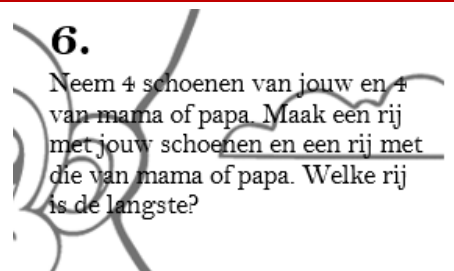 6.
Neem 4 schoenen van jouw en 4
van mama of papa. Maak een rij
met jouw schoenen en een rij met
die van mama of papa. Welke rij
is de langste?